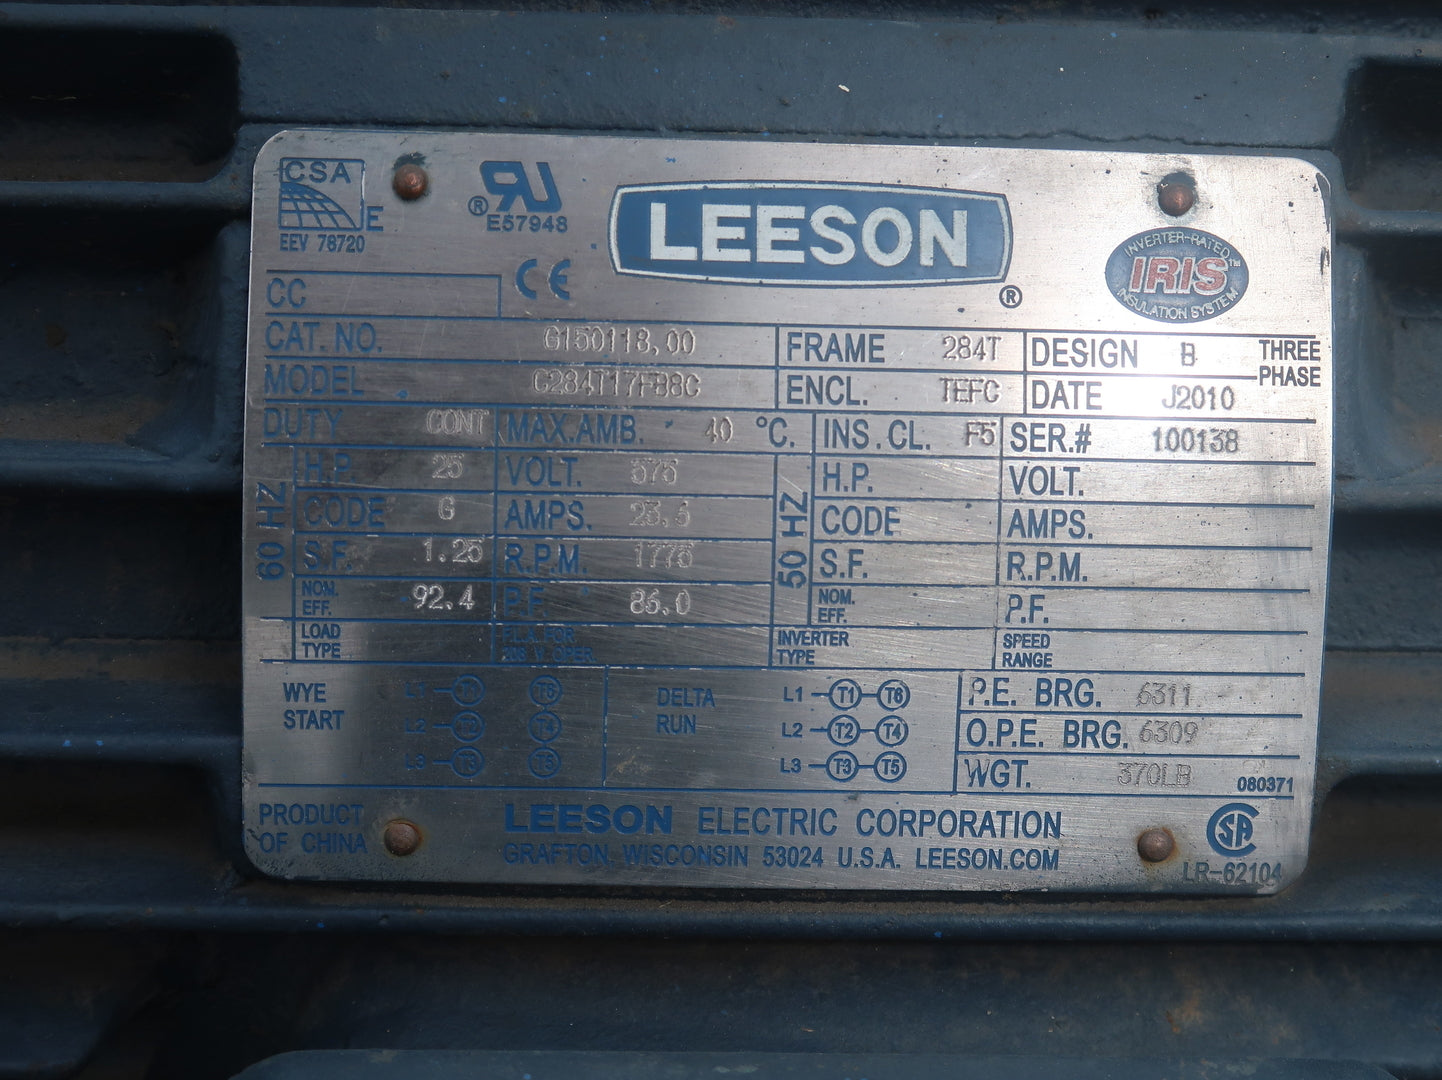 CSA
E
EEV 78720
RU
®
E57948
CE
LEESON
®
INVERTER-RATED
IRIS™
INSULATION SYSTEM
CC
CAT. NO. G150118.00 FRAME 284T DESIGN B THREE PHASE
MODEL C284T17FB8C ENCL. TEFC DATE J2010
DUTY CONT MAX.AMB. 40 °C. INS.CL. F5 SER.# 100138
60 HZ
H.P. 25 VOLT. 575
CODE G AMPS. 23.5
S.F. 1.25 R.P.M. 1775
NOM. EFF. 92.4 P.F. 86.0
50 HZ
H.P. VOLT.
CODE AMPS.
S.F. R.P.M.
NOM. EFF. P.F.
LOAD TYPE F.L.A. FOR 208 V. OPER. INVERTER TYPE SPEED RANGE
WYE START
L1 T1 T6
L2 T2 T4
L3 T3 T5
DELTA RUN
L1 T1 T6
L2 T2 T4
L3 T3 T5
P.E. BRG. 6311
O.P.E. BRG. 6309
WGT. 370LB 080371
PRODUCT OF CHINA
LEESON ELECTRIC CORPORATION
GRAFTON, WISCONSIN 53024 U.S.A. LEESON.COM
SA
LR-62104